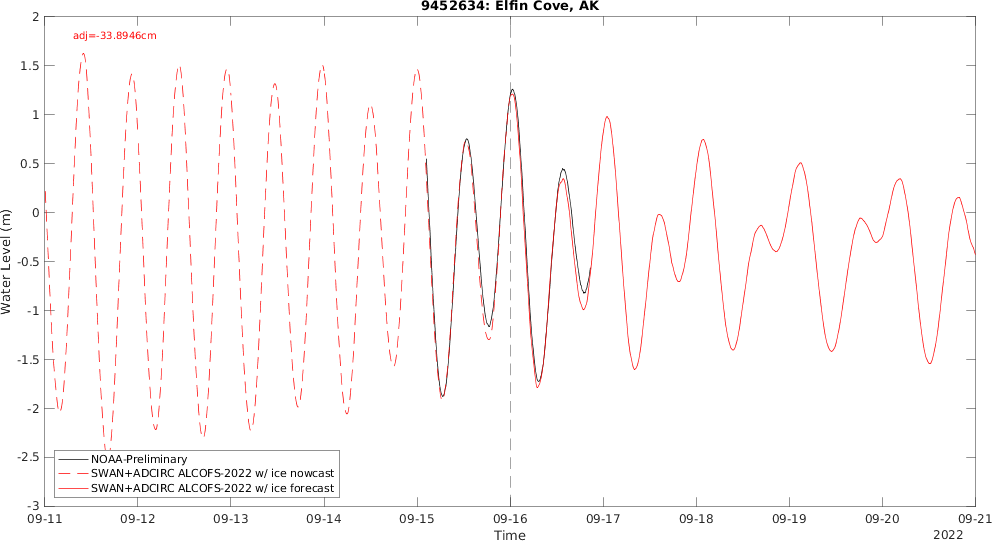 9452634: Elfin Cove, AK
adj=-33.8946cm
2
1.5
1
0.5
0
-0.5
-1
-1.5
-2
-2.5
-3
Water Level (m)
NOAA-Preliminary
SWAN+ADCIRC ALCOFS-2022 w/ ice nowcast
SWAN+ADCIRC ALCOFS-2022 w/ ice forecast
09-11 09-12 09-13 09-14 09-15 09-16 09-17 09-18 09-19 09-20 09-21
Time
2022